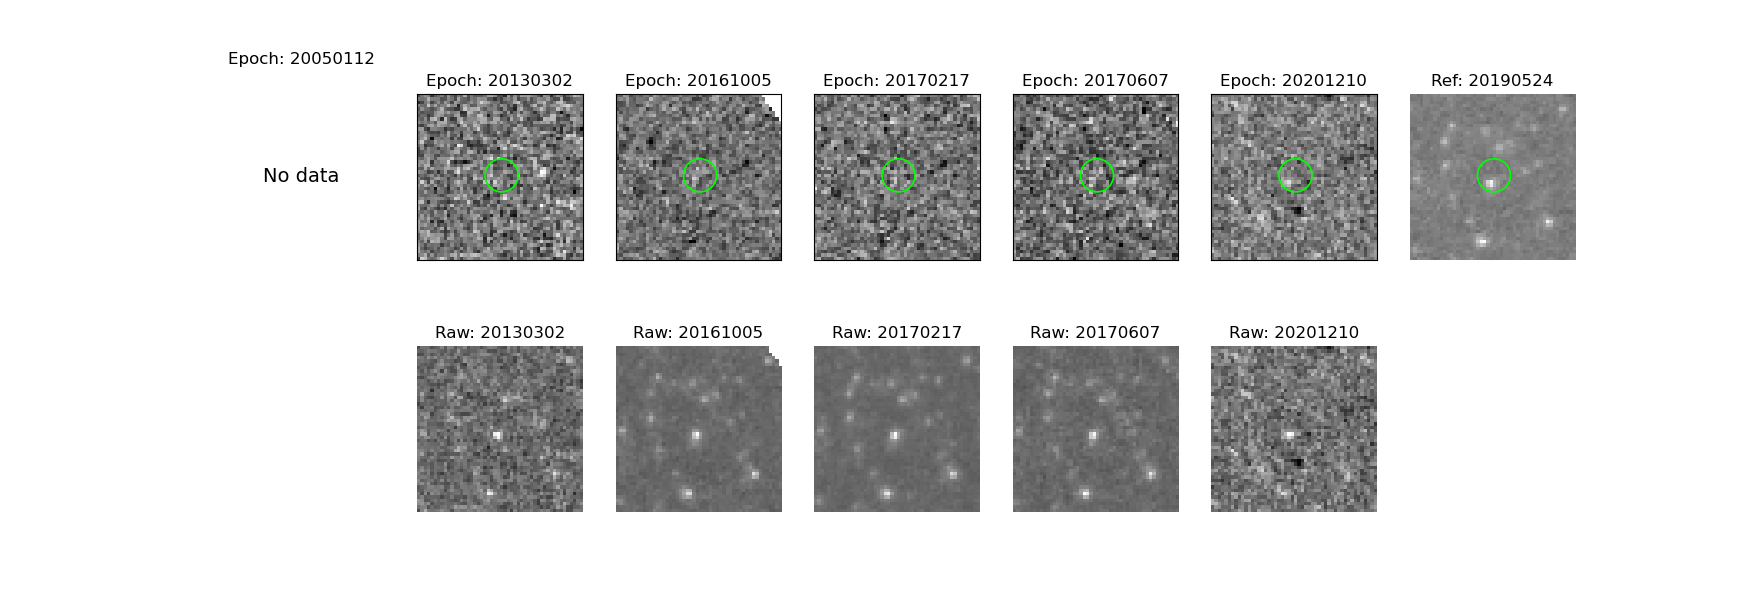 Epoch: 20050112
Epoch: 20130302
Epoch: 20161005
Epoch: 20170217
Epoch: 20170607
Epoch: 20201210
Ref: 20190524
No data
Raw: 20130302
Raw: 20161005
Raw: 20170217
Raw: 20170607
Raw: 20201210